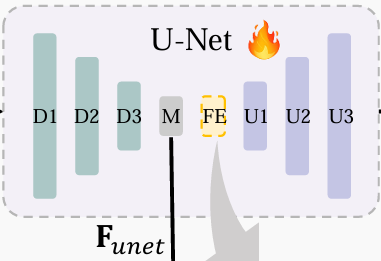 U-Net 🔥
D1 D2 D3 M FE U1 U2 U3
F_unet